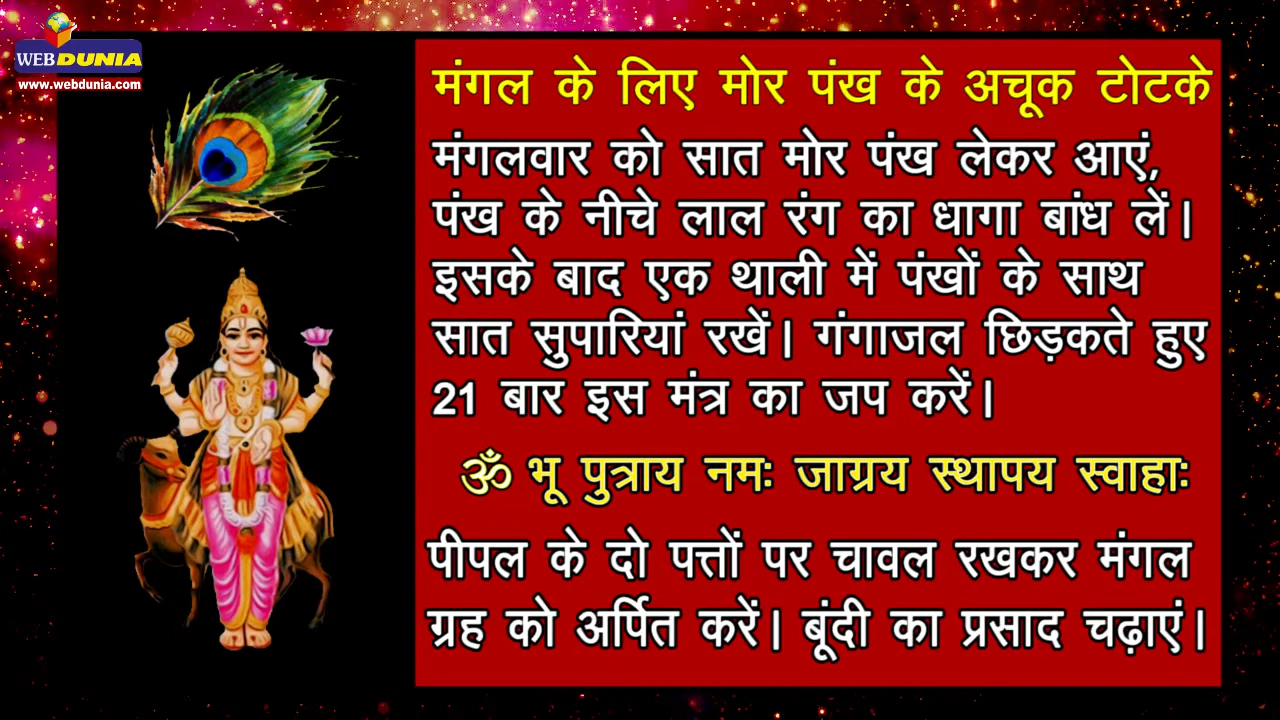 WEBDUNIA
www.webdunia.com
मंगल के लिए मोर पंख के अचूक टोटके
मंगलवार को सात मोर पंख लेकर आएं,
पंख के नीचे लाल रंग का धागा बांध लें।
इसके बाद एक थाली में पंखों के साथ
सात सुपारियां रखें। गंगाजल छिड़कते हुए
21 बार इस मंत्र का जप करें।
ॐ भू पुत्राय नमः जाग्रय स्थापय स्वाहाः
पीपल के दो पत्तों पर चावल रखकर मंगल
ग्रह को अर्पित करें। बूंदी का प्रसाद चढ़ाएं।